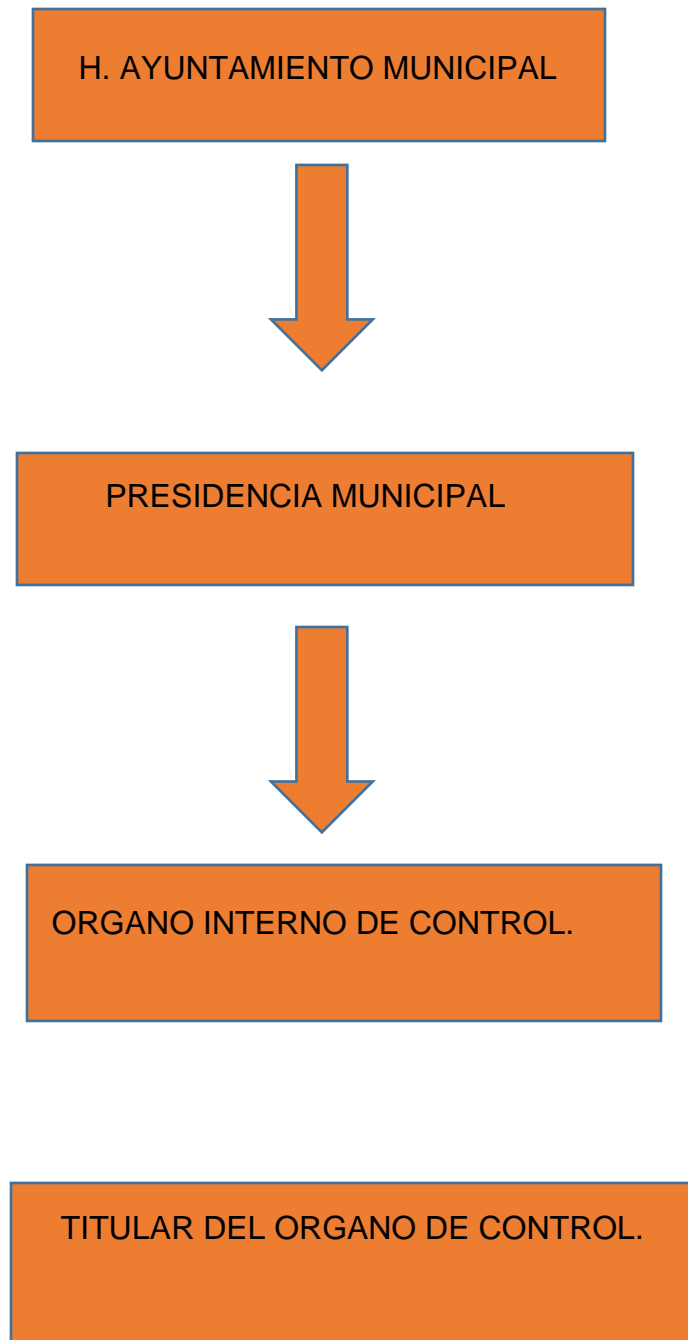 H. AYUNTAMIENTO MUNICIPAL
PRESIDENCIA MUNICIPAL
ORGANO INTERNO DE CONTROL.
TITULAR DEL ORGANO DE CONTROL.